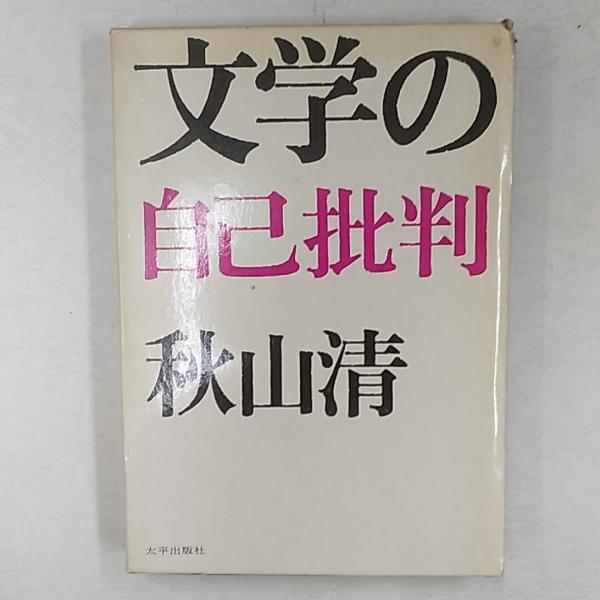 文学の
自己批判
秋山清
太平出版社